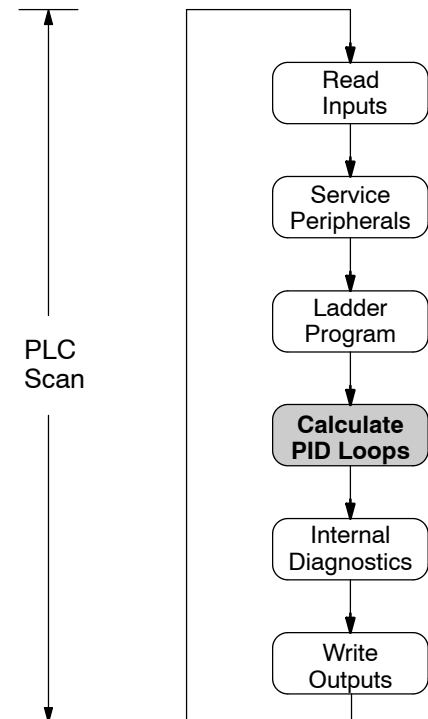 Read
Inputs
Service
Peripherals
Ladder
Program
PLC
Scan
Calculate
PID Loops
Internal
Diagnostics
Write
Outputs